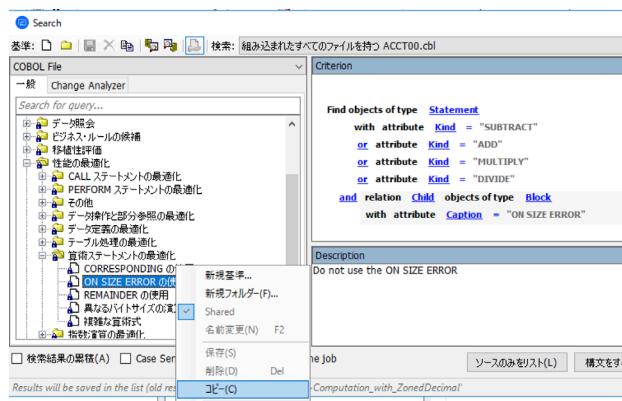 Search
基準:
検索: 組み込まれたすべてのファイルを持つ ACCT00.cbl
COBOL File
一般 Change Analyzer
Search for query...
データ照会
ビジネス・ルールの候補
移植性評価
性能の最適化
CALL ステートメントの最適化
PERFORM ステートメントの最適化
その他
データ操作と部分参照の最適化
データ定義の最適化
テーブル処理の最適化
算術ステートメントの最適化
CORRESPONDING の
ON SIZE ERROR の使
REMAINDER の使用
異なるバイトサイズの演
複雑な算術式
指数演算の最適化
新規基準...
新規フォルダー(F)...
Shared
名前変更(N) F2
保存(S)
削除(D) Del
コピー(C)
Criterion
Find objects of type Statement
with attribute Kind = "SUBTRACT"
or attribute Kind = "ADD"
or attribute Kind = "MULTIPLY"
or attribute Kind = "DIVIDE"
and relation Child objects of type Block
with attribute Caption = "ON SIZE ERROR"
Description
Do not use the ON SIZE ERROR
検索結果の累積(A) Case Sen
he job
ソースのみをリスト(L) 構文をす
Results will be saved in the list (old res
Computation_with_ZonedDecimal'